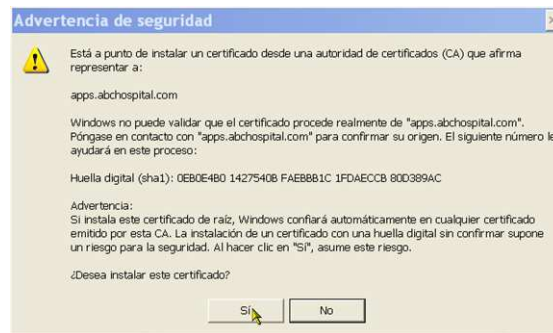 Advertencia de seguridad
Está a punto de instalar un certificado desde una autoridad de certificados (CA) que afirma
representar a:
apps.abchospital.com
Windows no puede validar que el certificado procede realmente de "apps.abchospital.com".
Póngase en contacto con "apps.abchospital.com" para confirmar su origen. El siguiente número le
ayudará en este proceso:
Huella digital (sha1): 0EB0E4B0 1427540B FAEBBB1C 1FDAECCB 80D389AC
Advertencia:
Si instala este certificado de raíz, Windows confiará automáticamente en cualquier certificado
emitido por esta CA. La instalación de un certificado con una huella digital sin confirmar supone
un riesgo para la seguridad. Al hacer clic en "Sí", asume este riesgo.
¿Desea instalar este certificado?
Sí
No